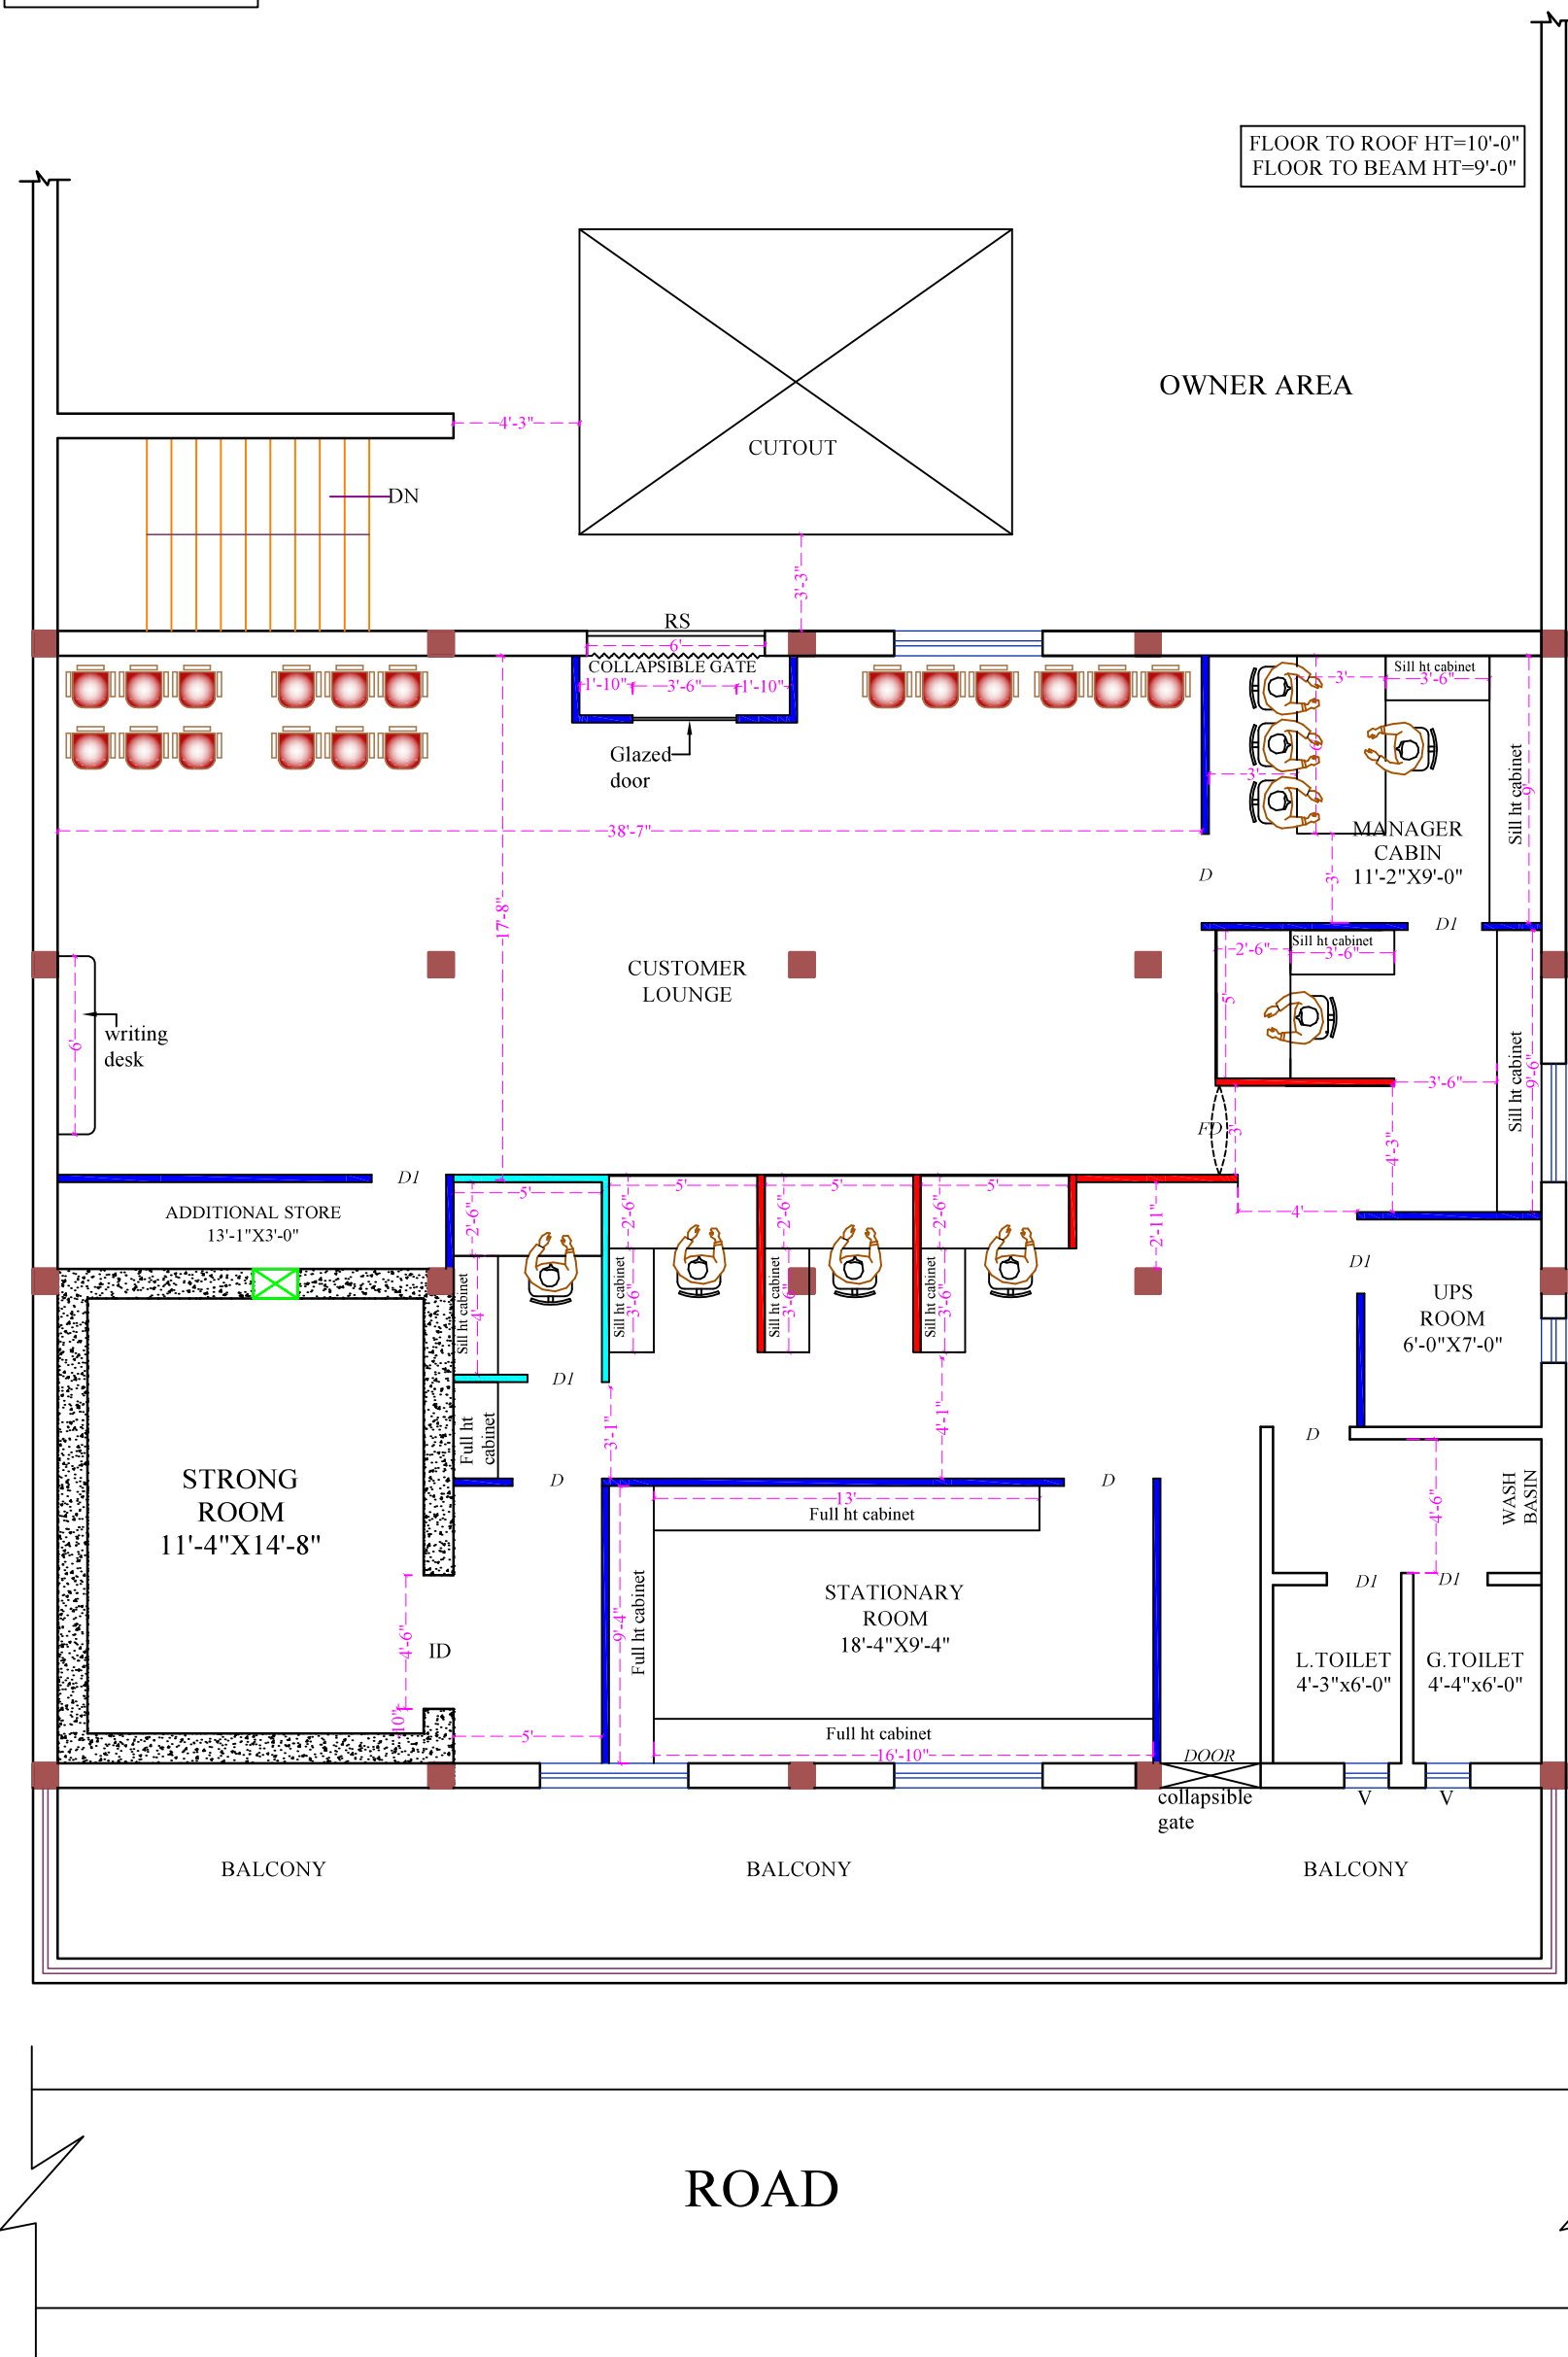 FLOOR TO ROOF HT=10'-0"
FLOOR TO BEAM HT=9'-0"
OWNER AREA
4'-3"
CUTOUT
DN
3'-3"
RS
6'
COLLAPSIBLE GATE
1'-10"
3'-6"
1'-10"
Glazed
door
3'
Sill ht cabinet
3'-6"
3'
Sill ht cabinet
9'
38'-7"
MANAGER
CABIN
11'-2"X9'-0"
3'
D
17'-8"
D1
2'-6"
Sill ht cabinet
3'-6"
CUSTOMER
LOUNGE
5'
writing
desk
6'
Sill ht cabinet
9'-6"
3'-6"
FD
3'
4'-3"
D1
5'
5'
5'
5'
2'-6"
2'-6"
2'-6"
2'-6"
2'-11"
4'
ADDITIONAL STORE
13'-1"X3'-0"
D1
Sill ht cabinet
4'
Sill ht cabinet
3'-6"
Sill ht cabinet
3'-6"
Sill ht cabinet
3'-6"
UPS
ROOM
6'-0"X7'-0"
D1
Full ht
cabinet
3'-1"
4'-1"
D
STRONG
ROOM
11'-4"X14'-8"
D
D
13'
Full ht cabinet
4'-6"
WASH
BASIN
Full ht cabinet
9'-4"
STATIONARY
ROOM
18'-4"X9'-4"
D1
D1
4'-6"
ID
L.TOILET
4'-3"x6'-0"
G.TOILET
4'-4"x6'-0"
10"
5'
Full ht cabinet
16'-10"
DOOR
collapsible
gate
V
V
BALCONY
BALCONY
BALCONY
ROAD